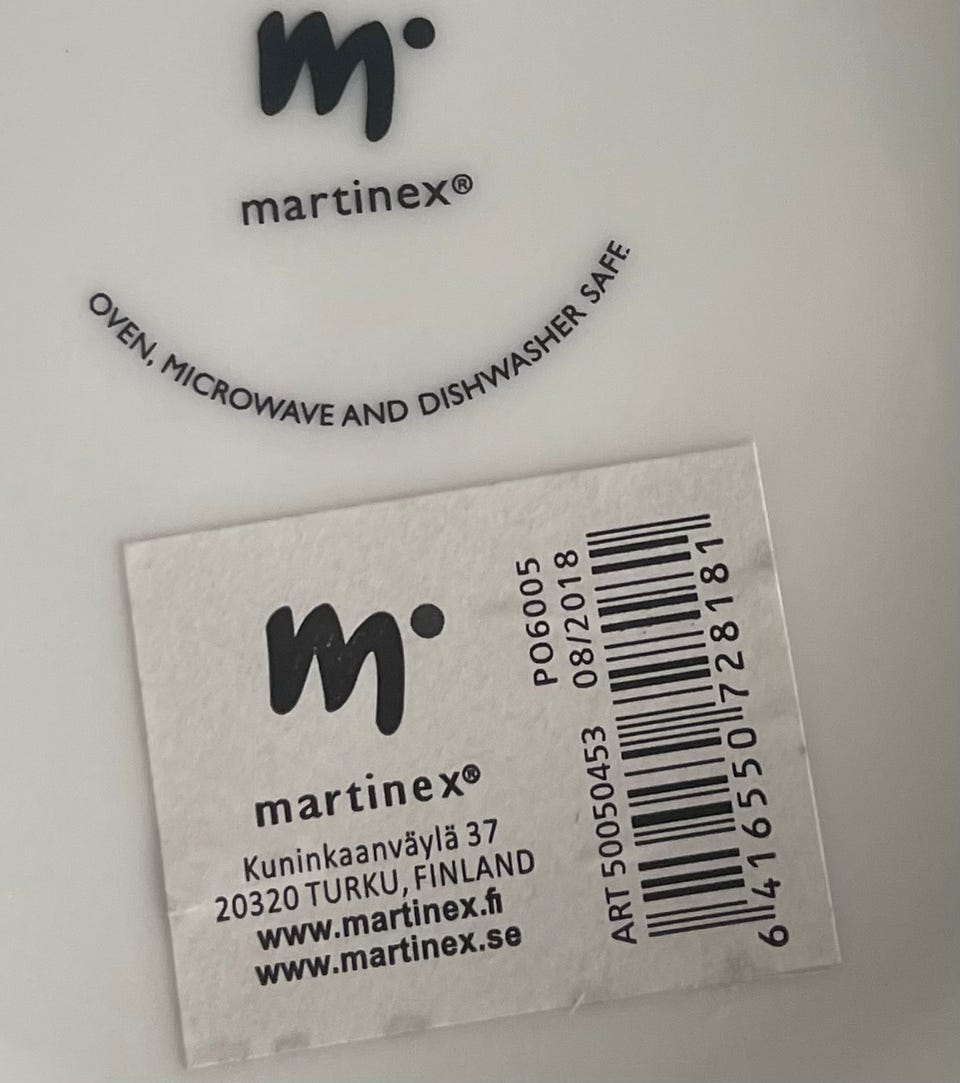 m
martinex®
OVEN, MICROWAVE AND DISHWASHER SAFE.
m
martinex®
Kuninkaanväylä 37
20320 TURKU, FINLAND
www.martinex.fi
www.martinex.se
PO6005
08/2018
ART 50050453
6 416550 728181